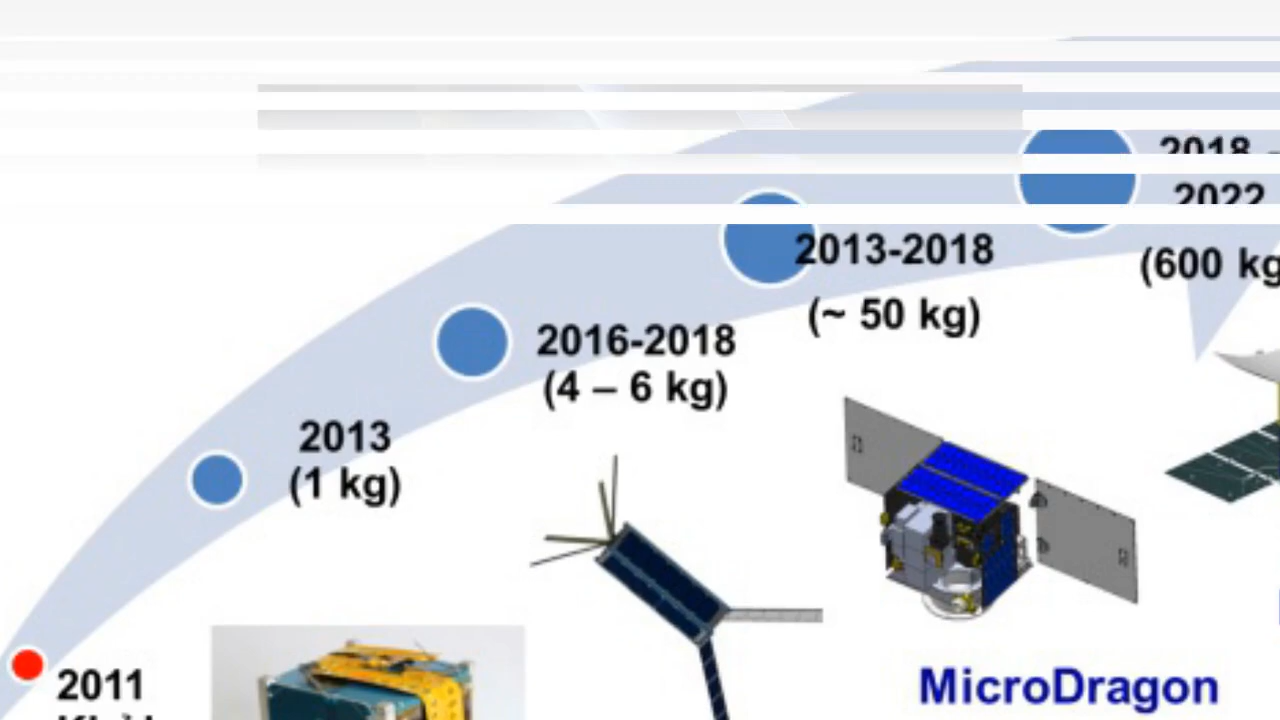 2018 -
2022
(600 kg
2013-2018
(~ 50 kg)
2016-2018
(4 – 6 kg)
2013
(1 kg)
2011
MicroDragon